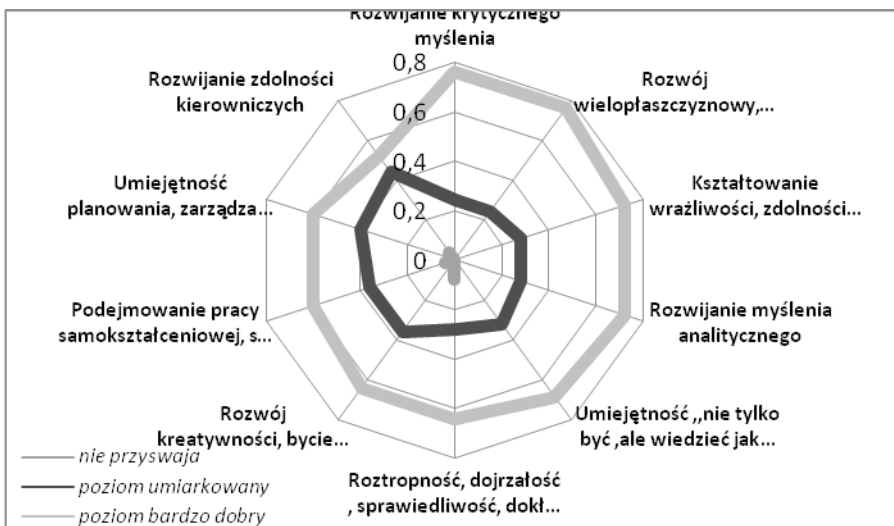 Rozwijanie krytycznego
myślenia
Rozwój
wielopłaszczyznowy,...
Kształtowanie
wrażliwości, zdolności...
Rozwijanie myślenia
analitycznego
Umiejętność ,,nie tylko
być ,ale wiedzieć jak...
Roztropność, dojrzałość
, sprawiedliwość, dokł...
Rozwój
kreatywności, bycie...
Podejmowanie pracy
samokształceniowej, s...
Umiejętność
planowania, zarządza...
Rozwijanie zdolności
kierowniczych
0,8
0,6
0,4
0,2
0
nie przyswaja
poziom umiarkowany
poziom bardzo dobry